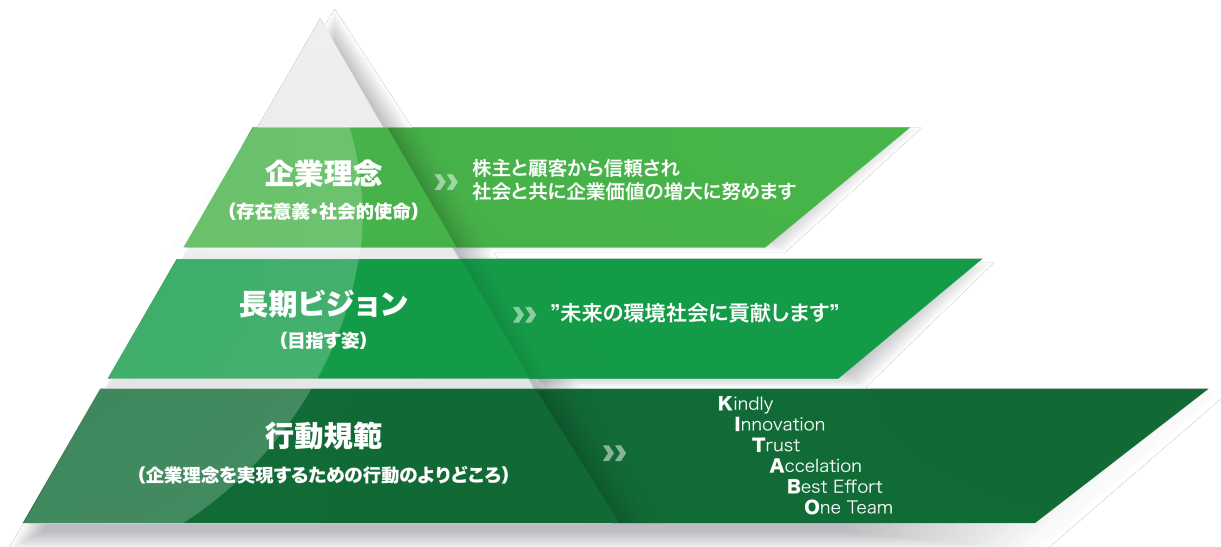 企業理念
（存在意義・社会的使命）
株主と顧客から信頼され
社会と共に企業価値の増大に努めます
長期ビジョン
（目指す姿）
”未来の環境社会に貢献します”
行動規範
（企業理念を実現するための行動のよりどころ）
Kindly
Innovation
Trust
Accelation
Best Effort
One Team